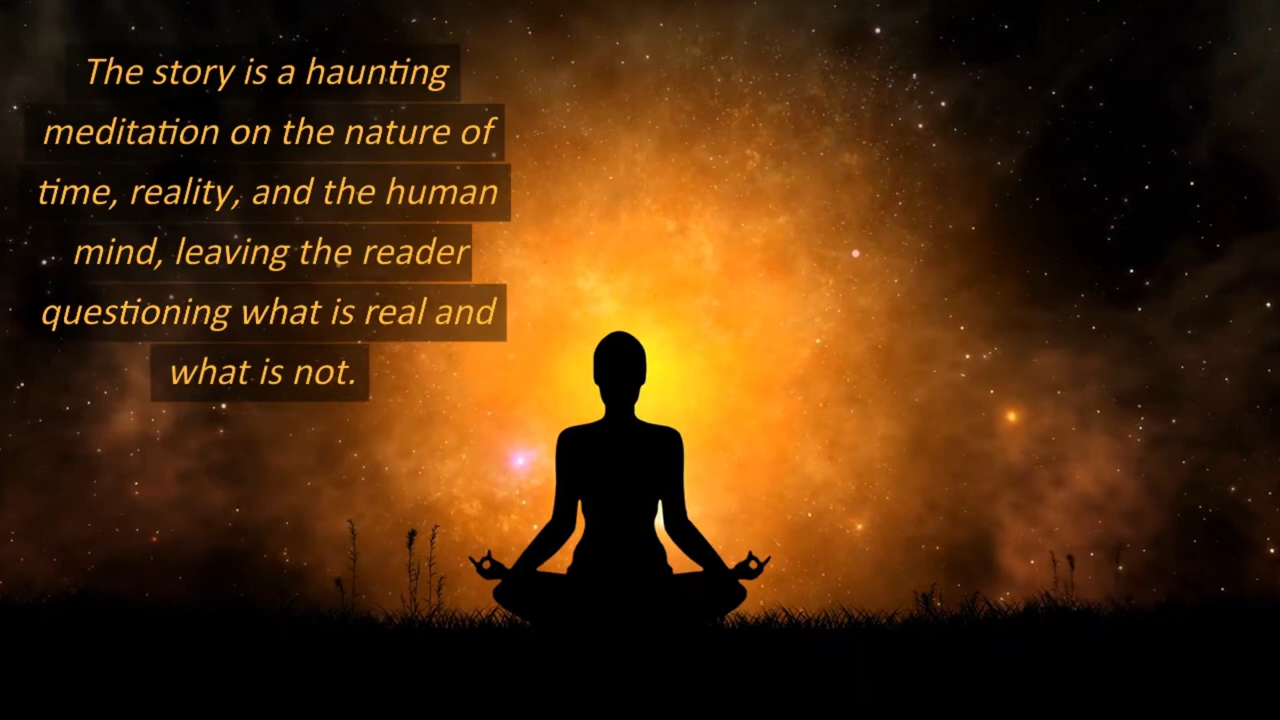 The story is a haunting
meditation on the nature of
time, reality, and the human
mind, leaving the reader
questioning what is real and
what is not.